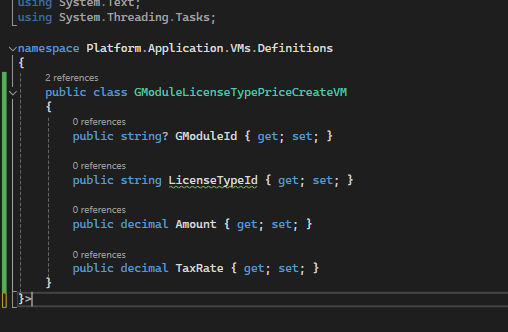 using System.Text;
using System.Threading.Tasks;
namespace Platform.Application.VMs.Definitions
{
2 references
public class GModuleLicenseTypePriceCreateVM
{
0 references
public string? GModuleId { get; set; }
0 references
public string LicenseTypeId { get; set; }
0 references
public decimal Amount { get; set; }
0 references
public decimal TaxRate { get; set; }
}
}>